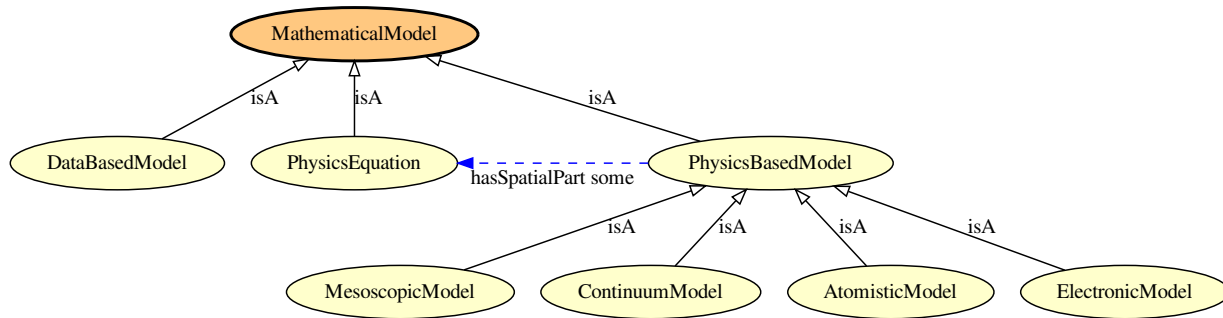 MathematicalModel
isA
isA
isA
DataBasedModel
PhysicsEquation
PhysicsBasedModel
hasSpatialPart some
isA
isA
isA
isA
MesoscopicModel
ContinuumModel
AtomisticModel
ElectronicModel